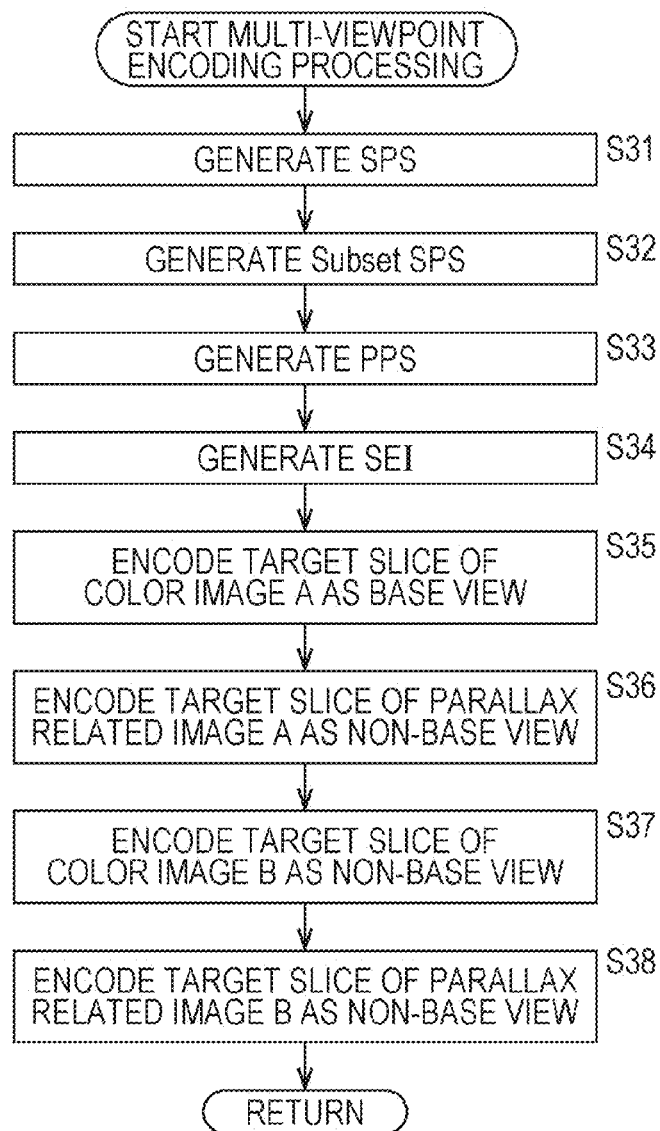 START MULTI-VIEWPOINT
ENCODING PROCESSING
GENERATE SPS
S31
GENERATE Subset SPS
S32
GENERATE PPS
S33
GENERATE SEI
S34
ENCODE TARGET SLICE OF
COLOR IMAGE A AS BASE VIEW
S35
ENCODE TARGET SLICE OF PARALLAX
RELATED IMAGE A AS NON-BASE VIEW
S36
ENCODE TARGET SLICE OF
COLOR IMAGE B AS NON-BASE VIEW
S37
ENCODE TARGET SLICE OF PARALLAX
RELATED IMAGE B AS NON-BASE VIEW
S38
RETURN